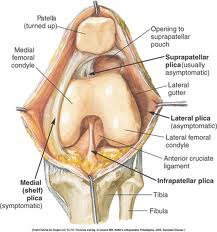 Patella
(turned up)
Medial
femoral
condyle
Opening to
suprapatellar
pouch
Suprapatellar
plica (usually
asymptomatic)
Lateral
gutter
Lateral plica
(asymptomatic)
Lateral femoral
condyle
Anterior cruciate
ligament
Infrapatellar plica
Medial
(shelf)
plica
(symptomatic)
Tibia
Fibula